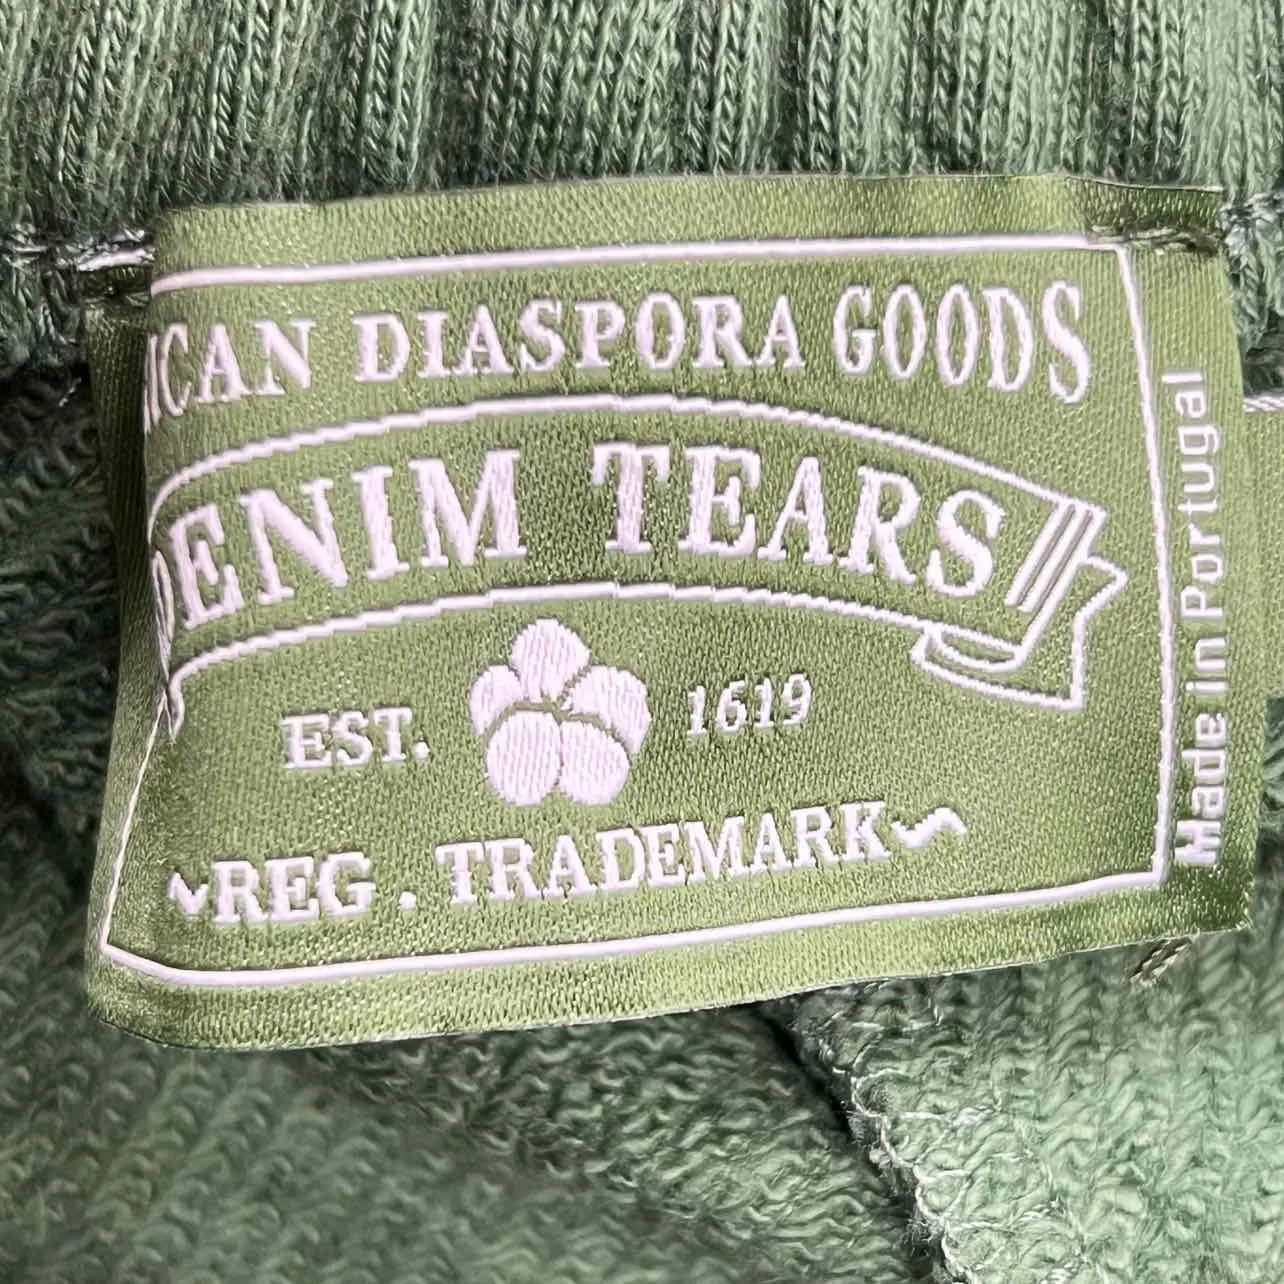 ICAN DIASPORA GOODS
DENIM TEARS
EST. 1619
~REG. TRADEMARK~
Made in Portugal